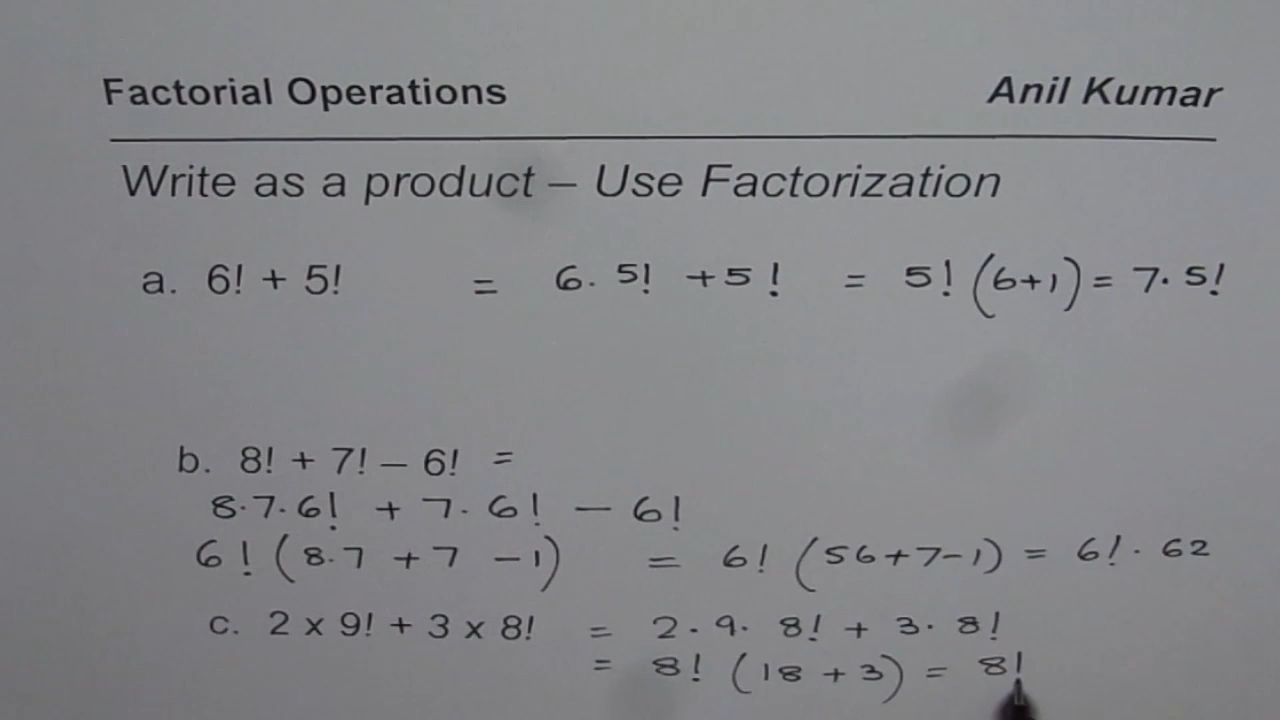 Factorial Operations Anil Kumar
Write as a product – Use Factorization
a. 6! + 5! = 6. 5! +5! = 5! (6+1) = 7. 5!
b. 8! + 7! – 6! =
8·7·6! + 7. 6! – 6!
6! (8.7 +7 -1) = 6! (56+7-1) = 6!. 62
c. 2 x 9! + 3 x 8! = 2. 9. 8! + 3. 8!
= 8! (18 + 3) = 8!